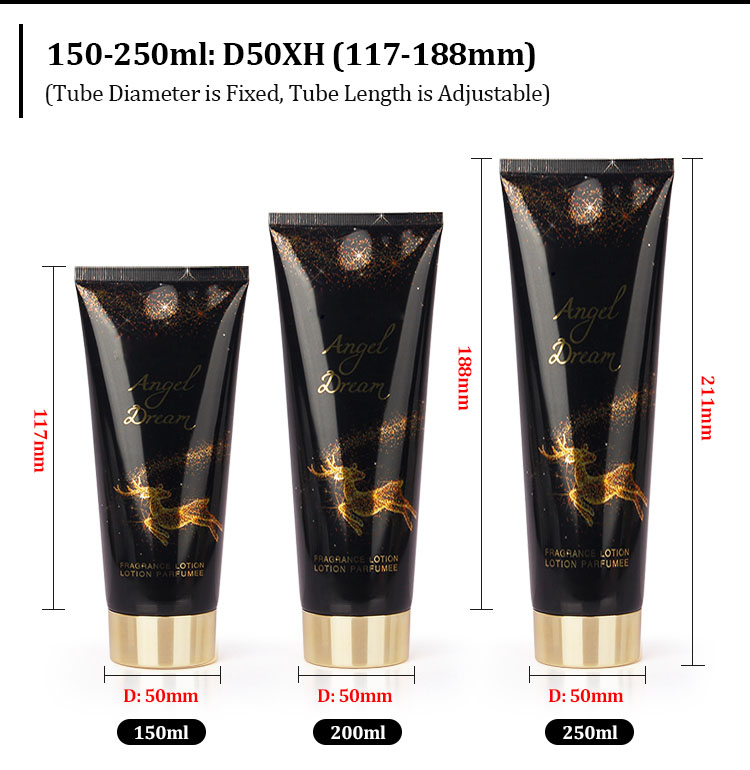 150-250ml: D50XH (117-188mm)
(Tube Diameter is Fixed, Tube Length is Adjustable)
117mm
188mm
211mm
Angel
Dream
FRAGRANCE LOTION
LOTION PARFUMEE
Angel
Dream
FRAGRANCE LOTION
LOTION PARFUMEE
Angel
Dream
FRAGRANCE LOTION
LOTION PARFUMEE
D: 50mm
D: 50mm
D: 50mm
150ml
200ml
250ml